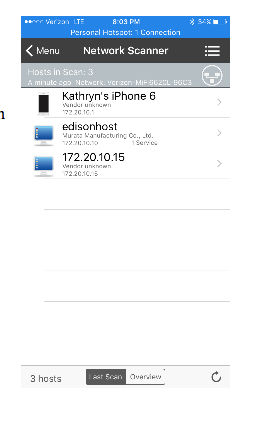 Verizon LTE 8:03 PM 34%
Personal Hotspot: 1 Connection
Menu Network Scanner
Hosts in Scan: 3
A minute ago, Network: Verizon-MiFi6620L-96C3
Kathryn's iPhone 6
Vendor unknown
172.20.10.1
edisonhost
Murata Manufacturing Co., Ltd.
172.20.10.10 1 Service
172.20.10.15
Vendor unknown
172.20.10.15
3 hosts Last Scan Overview